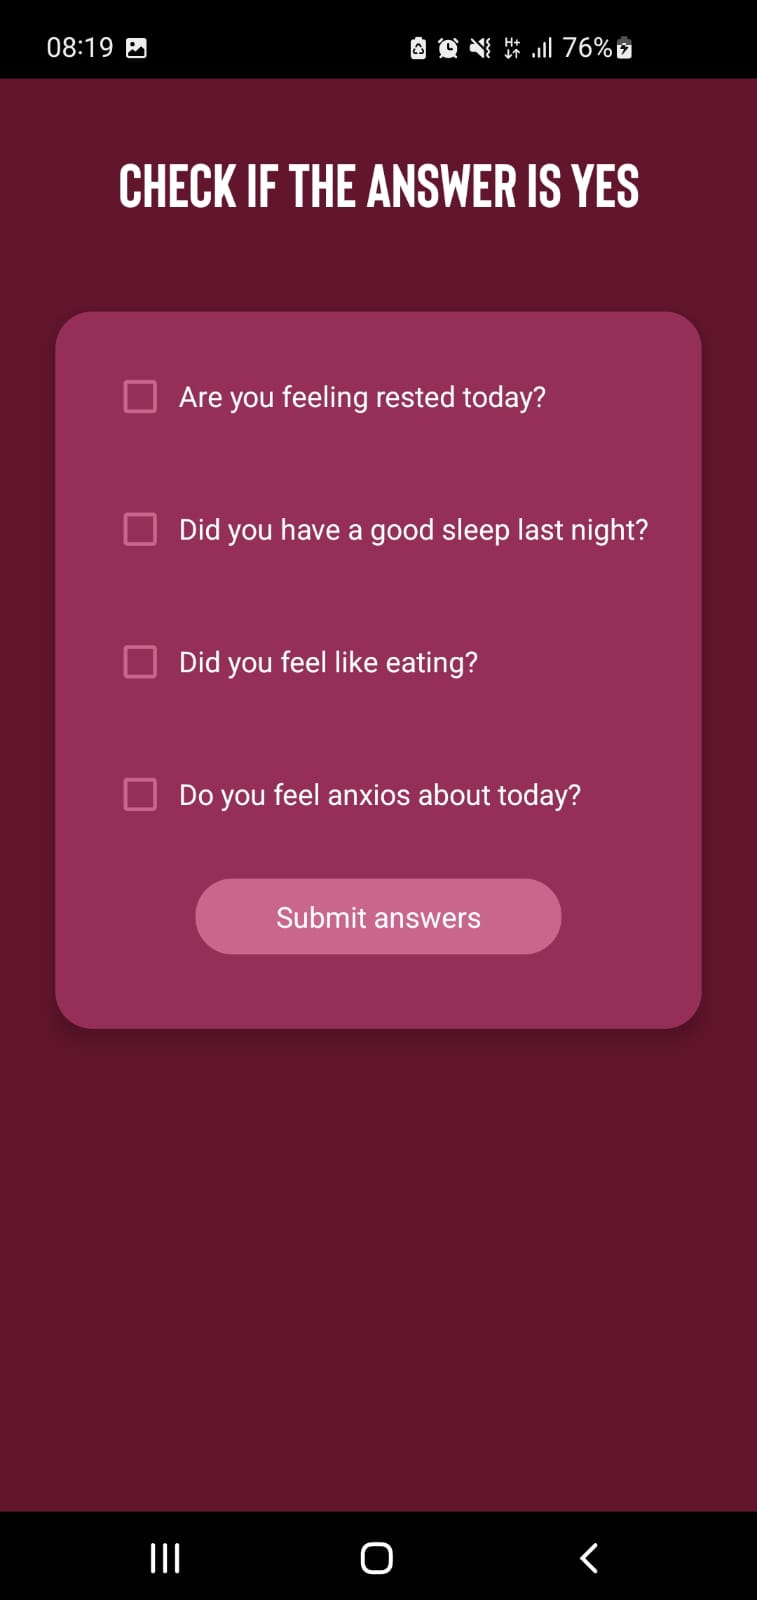 08:19 H+ 76%
CHECK IF THE ANSWER IS YES
Are you feeling rested today?
Did you have a good sleep last night?
Did you feel like eating?
Do you feel anxios about today?
Submit answers